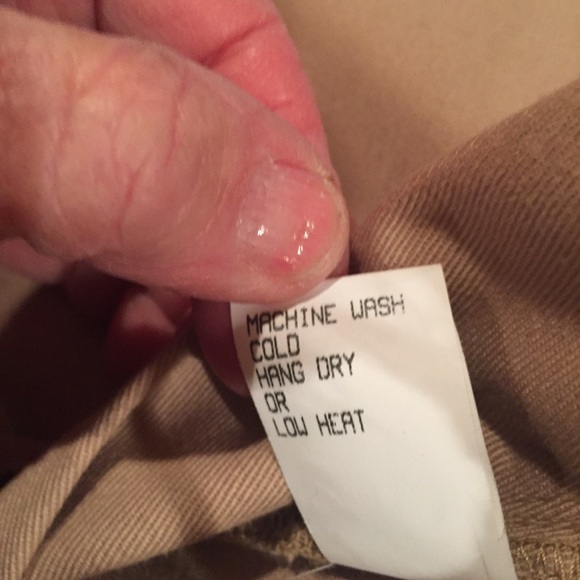 MACHINE WASH
COLD
HANG DRY
OR
LOW HEAT